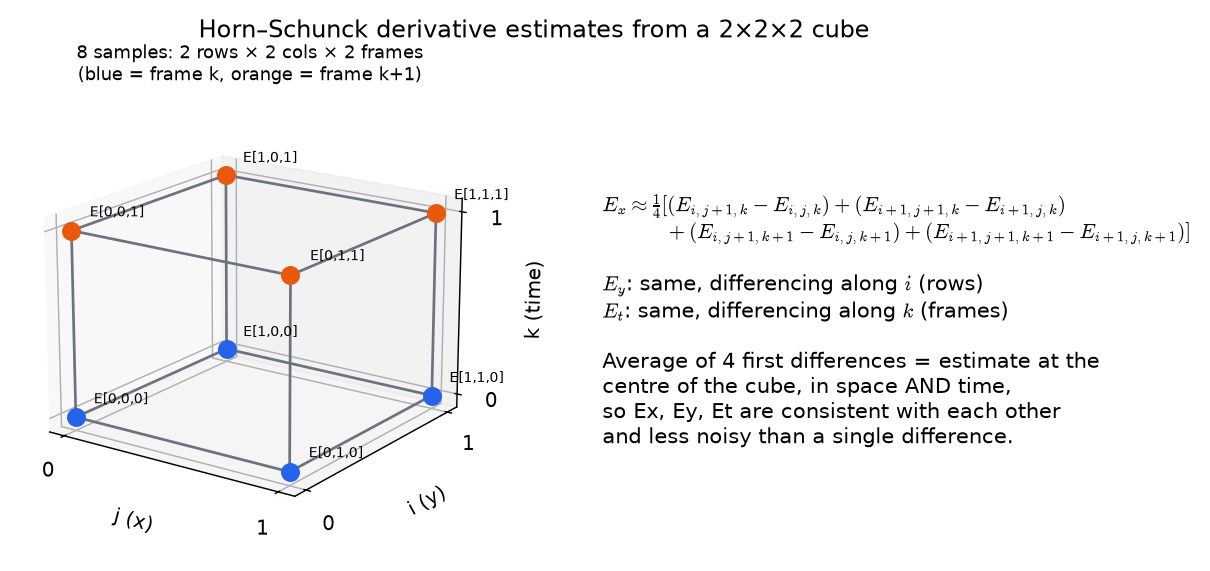 Horn–Schunck derivative estimates from a 2×2×2 cube
8 samples: 2 rows × 2 cols × 2 frames
(blue = frame k, orange = frame k+1)
E[1,0,1]
E[1,1,1]
E[0,0,1]
1
E[0,1,1]
k (time)
E[1,0,0]
E[1,1,0]
0
E[0,0,0]
1
E[0,1,0]
0
i (y)
j (x)
1
0
E_x ≈ 1/4[(E_{i,j+1,k} − E_{i,j,k}) + (E_{i+1,j+1,k} − E_{i+1,j,k})
+ (E_{i,j+1,k+1} − E_{i,j,k+1}) + (E_{i+1,j+1,k+1} − E_{i+1,j,k+1})]
E_y: same, differencing along i (rows)
E_t: same, differencing along k (frames)
Average of 4 first differences = estimate at the
centre of the cube, in space AND time,
so Ex, Ey, Et are consistent with each other
and less noisy than a single difference.